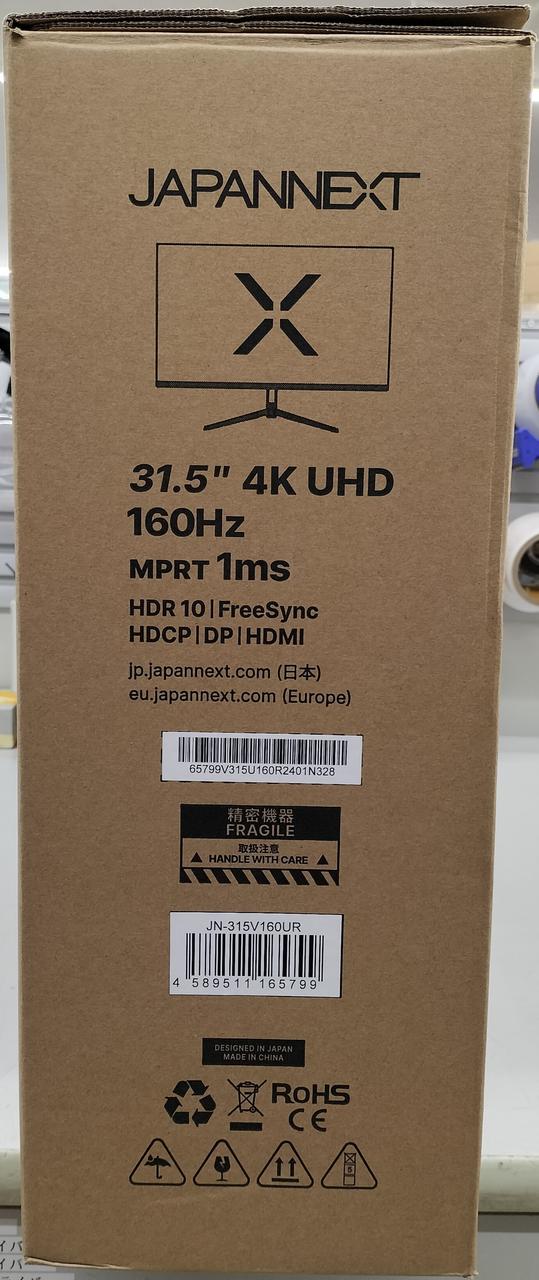 JAPANNEXT
31.5" 4K UHD
160Hz
MPRT 1ms
HDR 10|FreeSync
HDCP|DP|HDMI
jp.japannext.com (日本)
eu.japannext.com (Europe)
65799V315U160R2401N328
精密機器
FRAGILE
取扱注意
HANDLE WITH CARE
JN-315V160UR
4 589511 165799
DESIGNED IN JAPAN
MADE IN CHINA
RoHS
CE
5